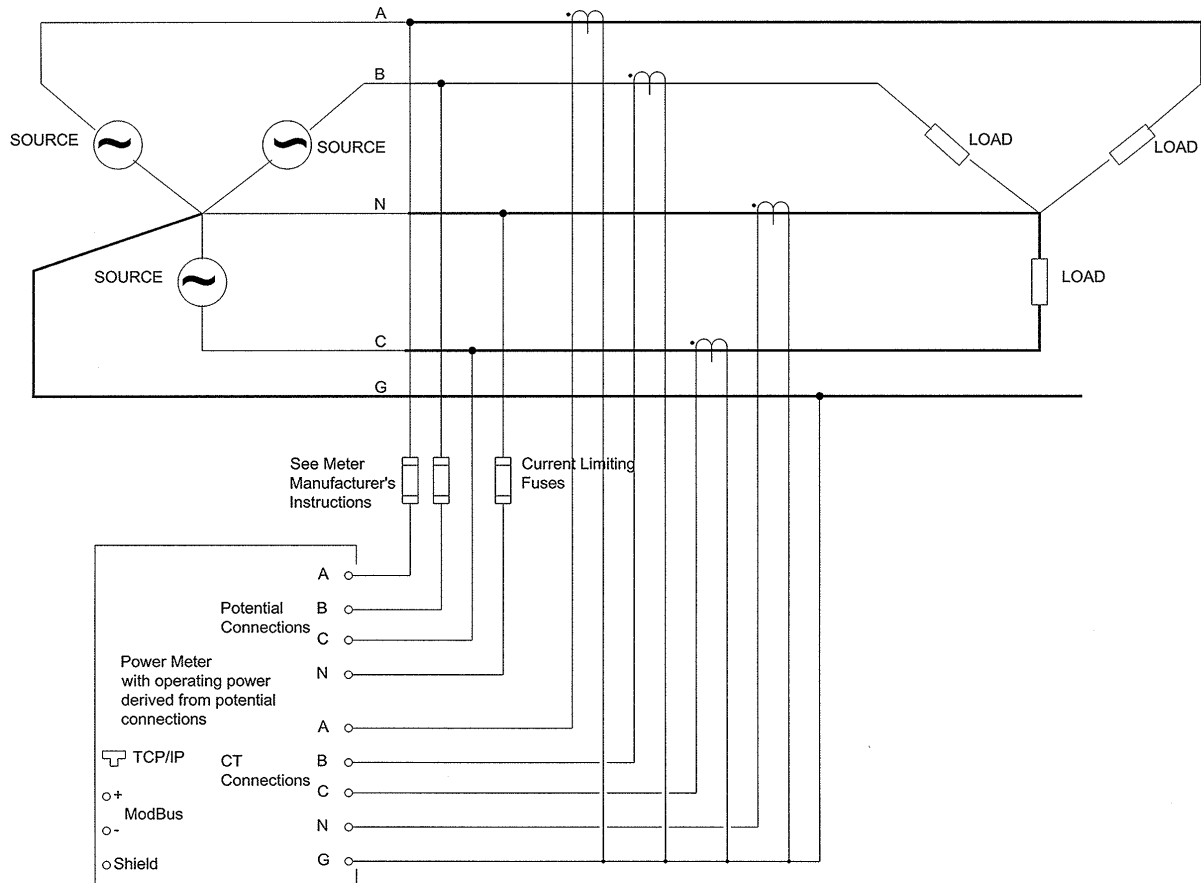 A
B
SOURCE
SOURCE
LOAD
LOAD
N
SOURCE
LOAD
C
G
See Meter
Manufacturer's
Instructions
Current Limiting
Fuses
A
Potential
Connections
B
C
N
Power Meter
with operating power
derived from potential
connections
A
TCP/IP
CT
Connections
B
C
+
ModBus
-
N
Shield
G